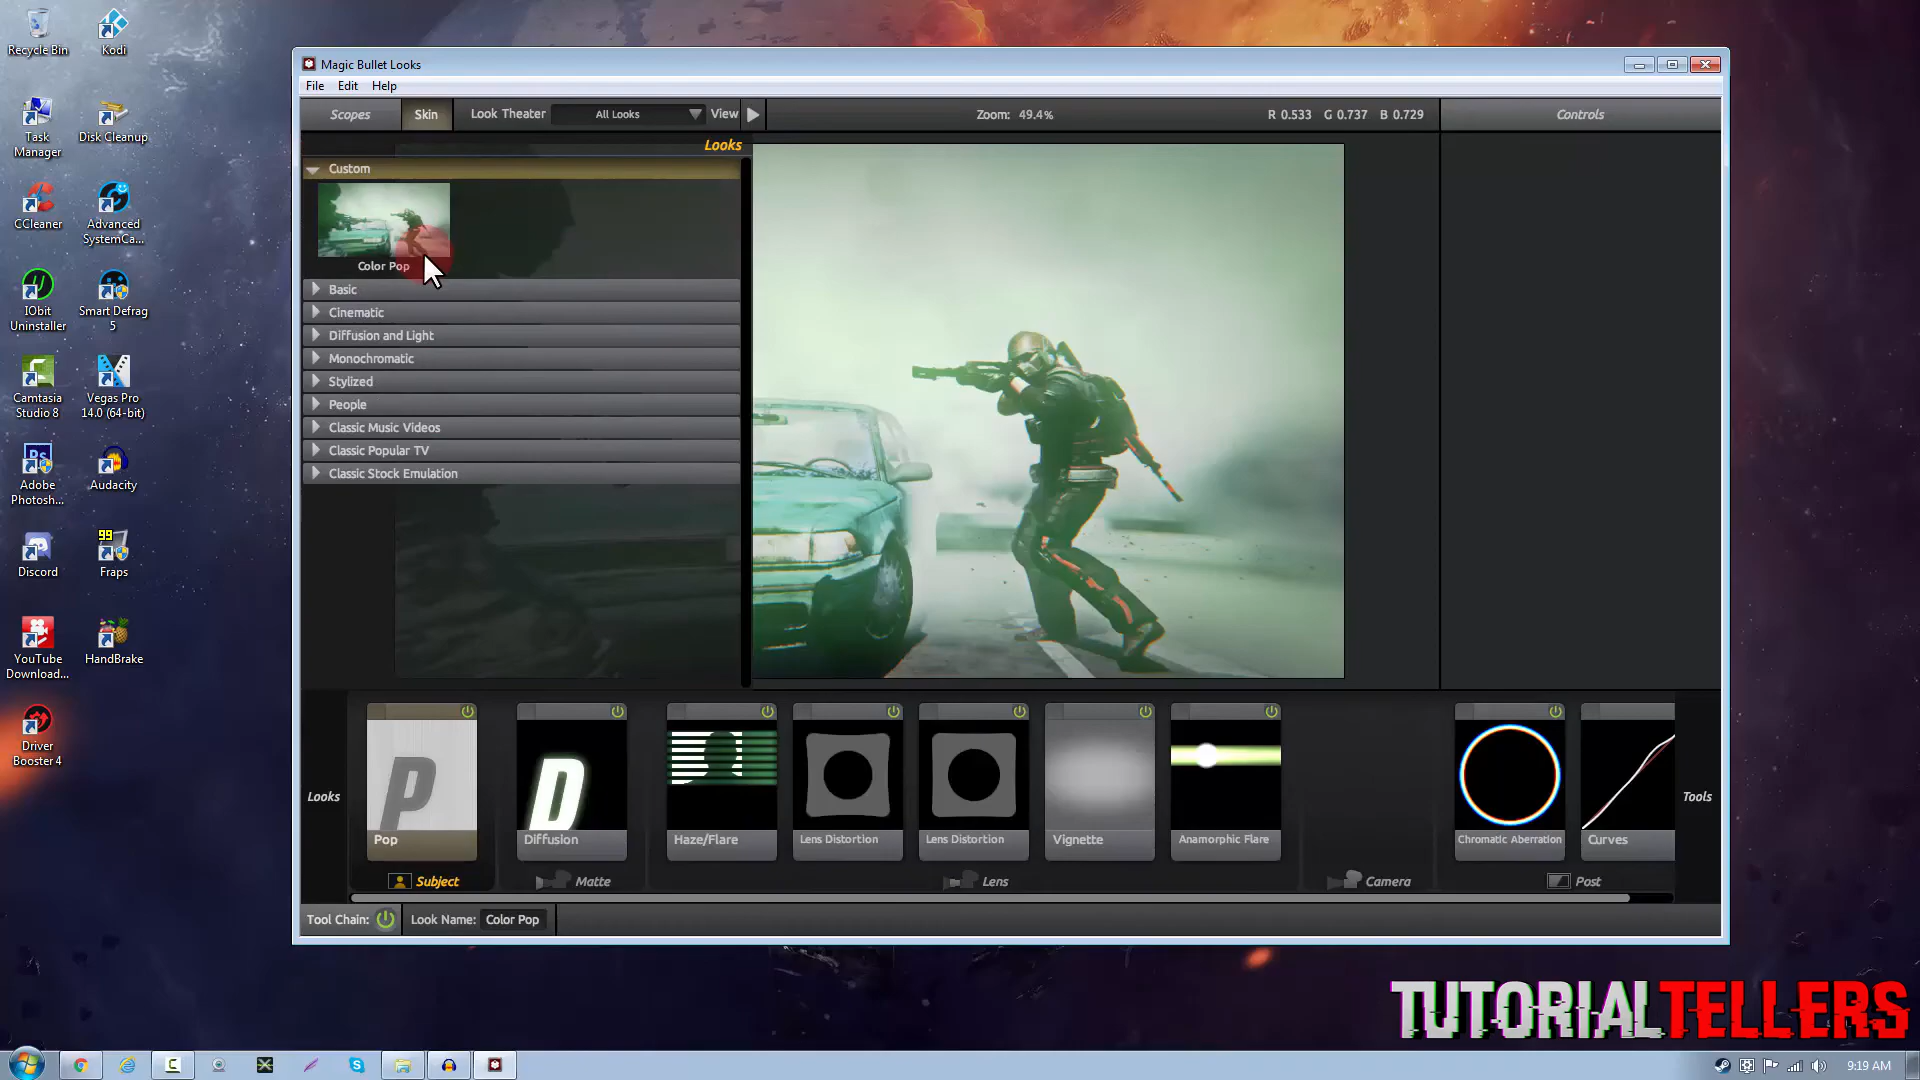 Recycle Bin
Kodi
Task Manager
Disk Cleanup
CCleaner
Advanced SystemCa...
IObit Uninstaller
Smart Defrag 5
Camtasia Studio 8
Vegas Pro 14.0 (64-bit)
Adobe Photosh...
Audacity
Discord
99
Fraps
YouTube Download...
HandBrake
Driver Booster 4
Magic Bullet Looks
File Edit Help
Scopes Skin Look Theater All Looks View Zoom: 49.4% R 0.533 G 0.737 B 0.729 Controls
Looks
Custom
Color Pop
Basic
Cinematic
Diffusion and Light
Monochromatic
Stylized
People
Classic Music Videos
Classic Popular TV
Classic Stock Emulation
P
D
Looks
Tools
Pop Diffusion Haze/Flare Lens Distortion Lens Distortion Vignette Anamorphic Flare Chromatic Aberration Curves
Subject Matte Lens Camera Post
Tool Chain: Look Name: Color Pop
TUTORIALTELLERS
9:19 AM